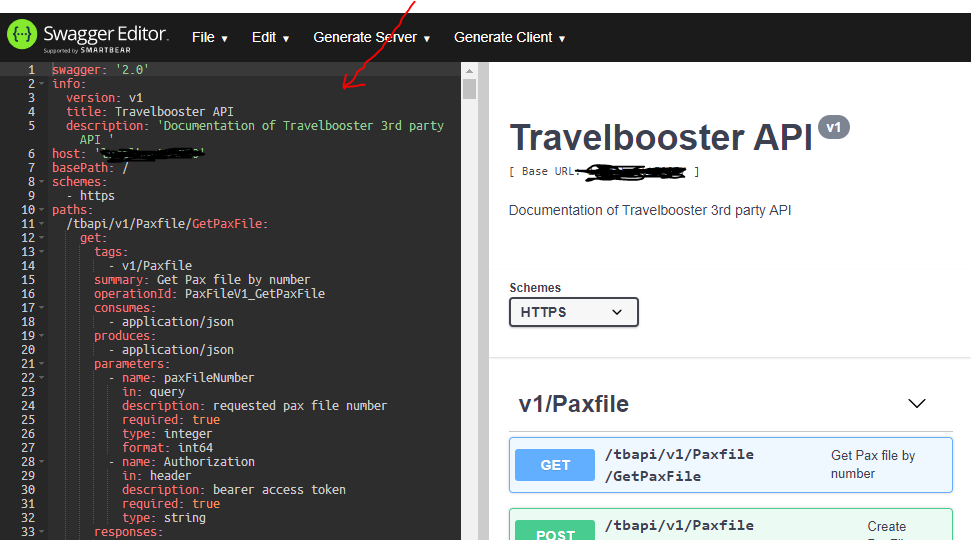 Swagger Editor.
Supported by SMARTBEAR
File Edit Generate Server Generate Client
1 swagger: '2.0'
2 info:
3 version: v1
4 title: Travelbooster API
5 description: 'Documentation of Travelbooster 3rd party
API '
6 host: '
7 basePath: /
8 schemes:
9 - https
10 paths:
11 /tbapi/v1/Paxfile/GetPaxFile:
12 get:
13 tags:
14 - v1/Paxfile
15 summary: Get Pax file by number
16 operationId: PaxFileV1_GetPaxFile
17 consumes:
18 - application/json
19 produces:
20 - application/json
21 parameters:
22 - name: paxFileNumber
23 in: query
24 description: requested pax file number
25 required: true
26 type: integer
27 format: int64
28 - name: Authorization
29 in: header
30 description: bearer access token
31 required: true
32 type: string
33 responses:
Travelbooster API v1
[ Base URL: ]
Documentation of Travelbooster 3rd party API
Schemes
HTTPS
v1/Paxfile
GET /tbapi/v1/Paxfile Get Pax file by
/GetPaxFile number
POST /tbapi/v1/Paxfile Create